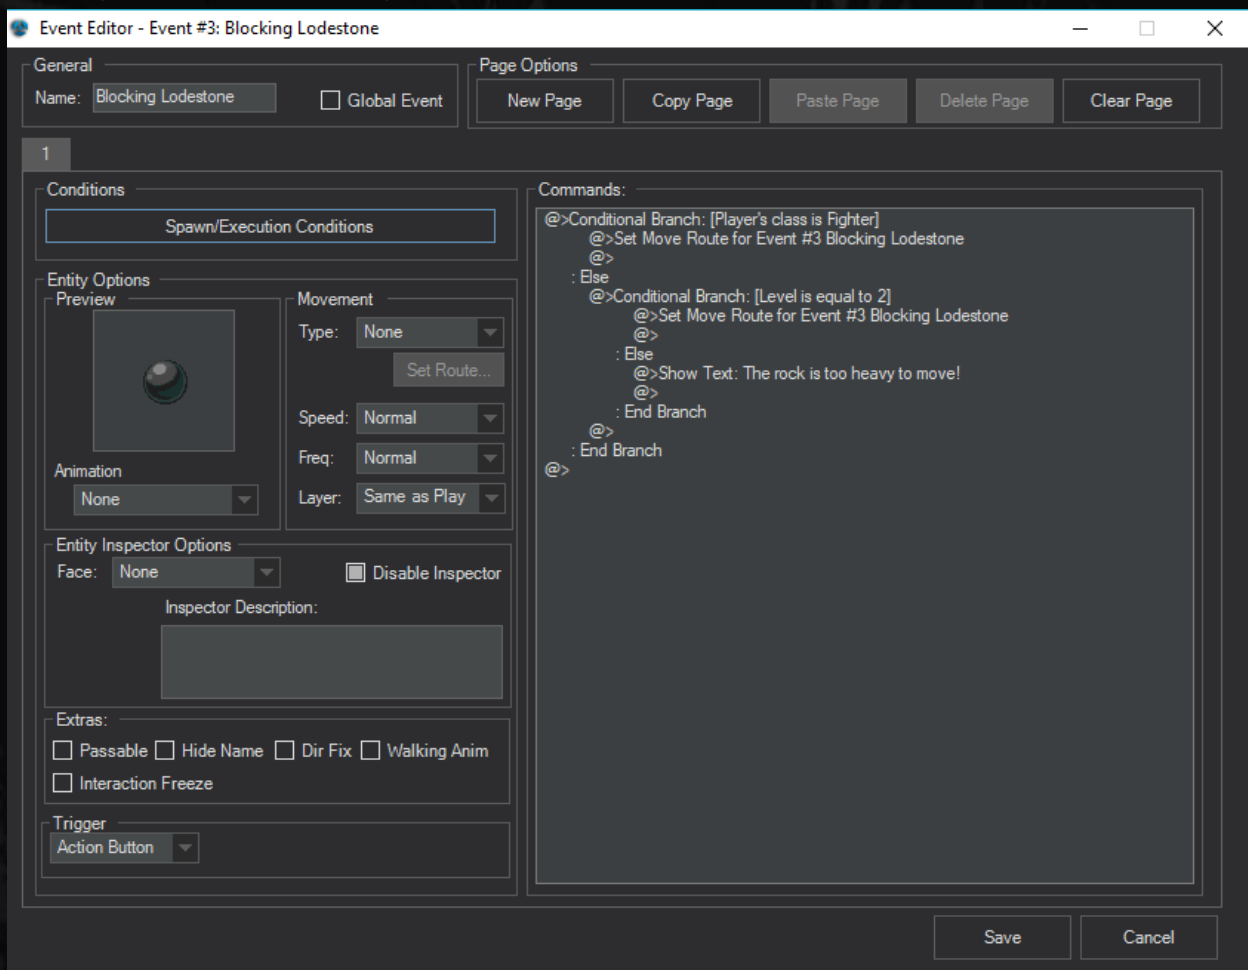 Event Editor - Event #3: Blocking Lodestone
General
Name: Blocking Lodestone
Global Event
Page Options
New Page
Copy Page
Paste Page
Delete Page
Clear Page
1
Conditions
Spawn/Execution Conditions
Entity Options
Preview
Animation
None
Movement
Type: None
Set Route...
Speed: Normal
Freq: Normal
Layer: Same as Play
Entity Inspector Options
Face: None
Disable Inspector
Inspector Description:
Extras:
Passable Hide Name Dir Fix Walking Anim
Interaction Freeze
Trigger
Action Button
Commands:
@>Conditional Branch: [Player's class is Fighter]
@>Set Move Route for Event #3 Blocking Lodestone
@>
: Else
@>Conditional Branch: [Level is equal to 2]
@>Set Move Route for Event #3 Blocking Lodestone
@>
: Else
@>Show Text: The rock is too heavy to move!
@>
: End Branch
@>
: End Branch
@>
Save
Cancel